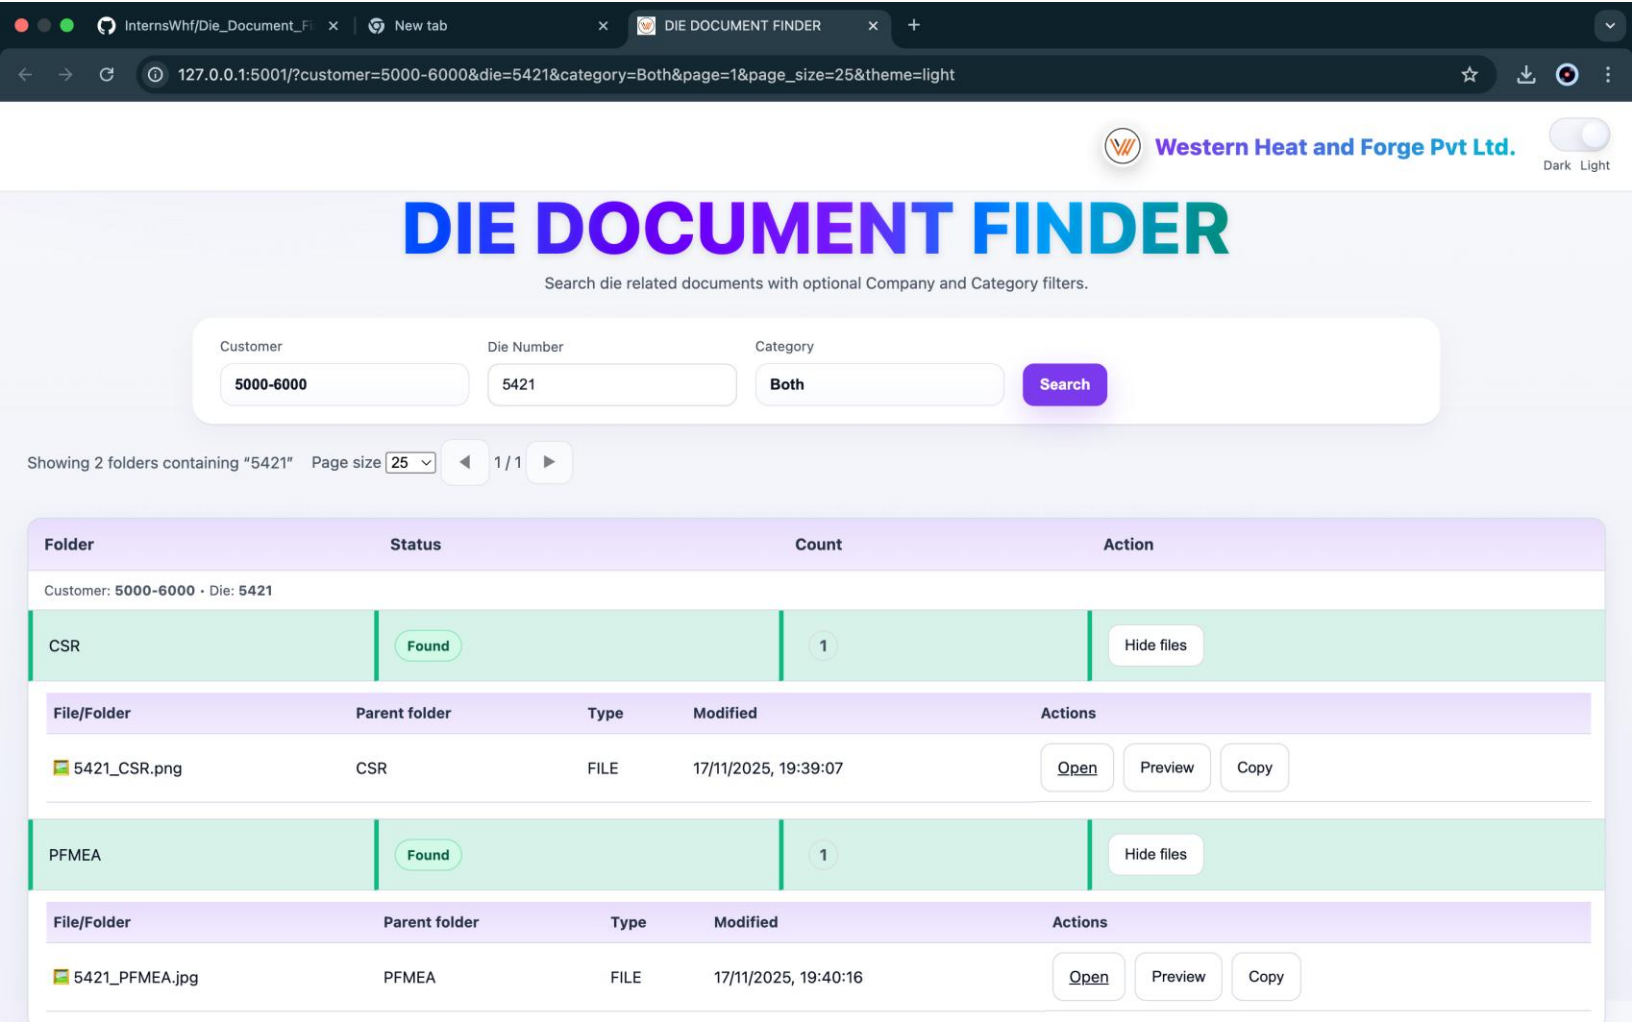 InternsWhf/Die_Document_Fi
New tab
DIE DOCUMENT FINDER
127.0.0.1:5001/?customer=5000-6000&die=5421&category=Both&page=1&page_size=25&theme=light
Western Heat and Forge Pvt Ltd.
Dark Light
DIE DOCUMENT FINDER
Search die related documents with optional Company and Category filters.
Customer Die Number Category
5000-6000 5421 Both Search
Showing 2 folders containing “5421” Page size 25 1 / 1
Folder Status Count Action
Customer: 5000-6000 • Die: 5421
CSR Found 1 Hide files
File/Folder Parent folder Type Modified Actions
5421_CSR.png CSR FILE 17/11/2025, 19:39:07 Open Preview Copy
PFMEA Found 1 Hide files
File/Folder Parent folder Type Modified Actions
5421_PFMEA.jpg PFMEA FILE 17/11/2025, 19:40:16 Open Preview Copy